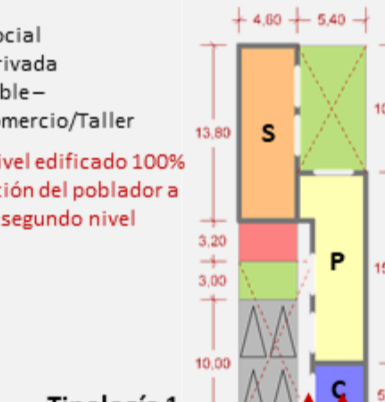 ocial
rivada
ble –
mercio/Taller
ivel edificado 100%
ción del poblador a
segundo nivel
4,60 5,40
13,80
S
3,20
P
3,00
10,00
C